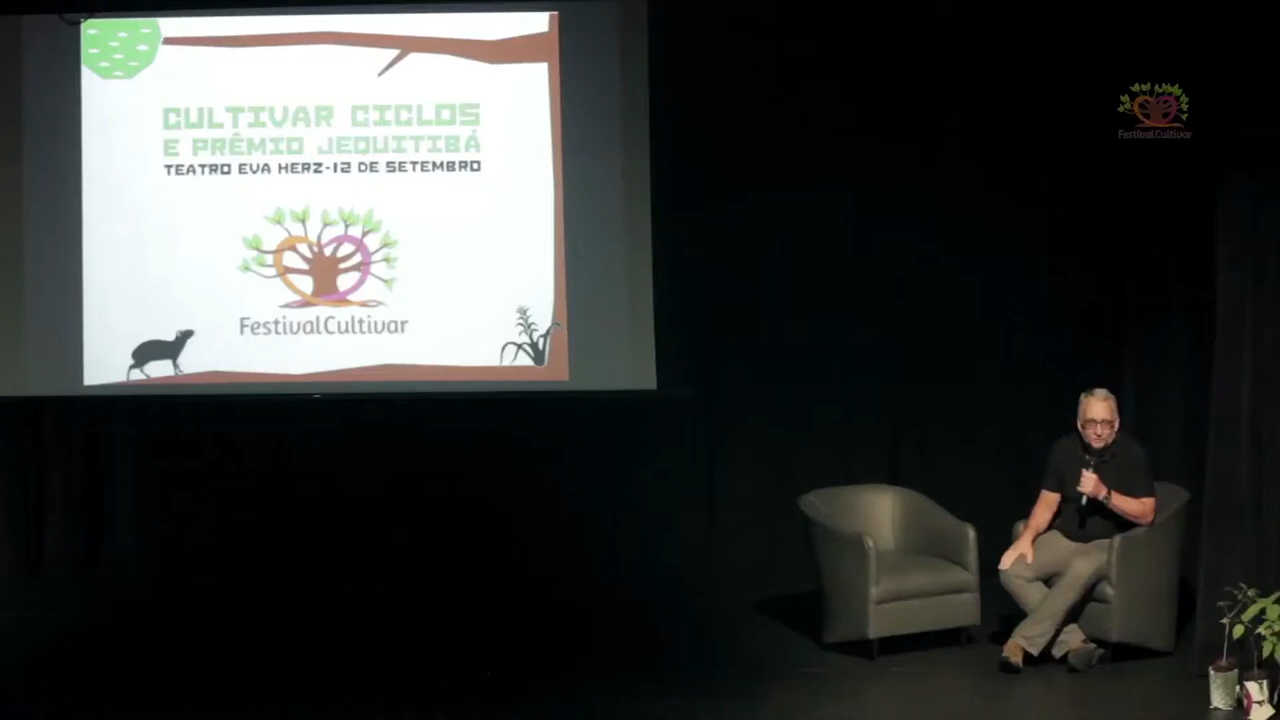 CULTIVAR CICLOS
E PRÊMIO JEQUITIBÁ
TEATRO EVA HERZ-12 DE SETEMBRO
FestivalCultivar
FestivalCultivar